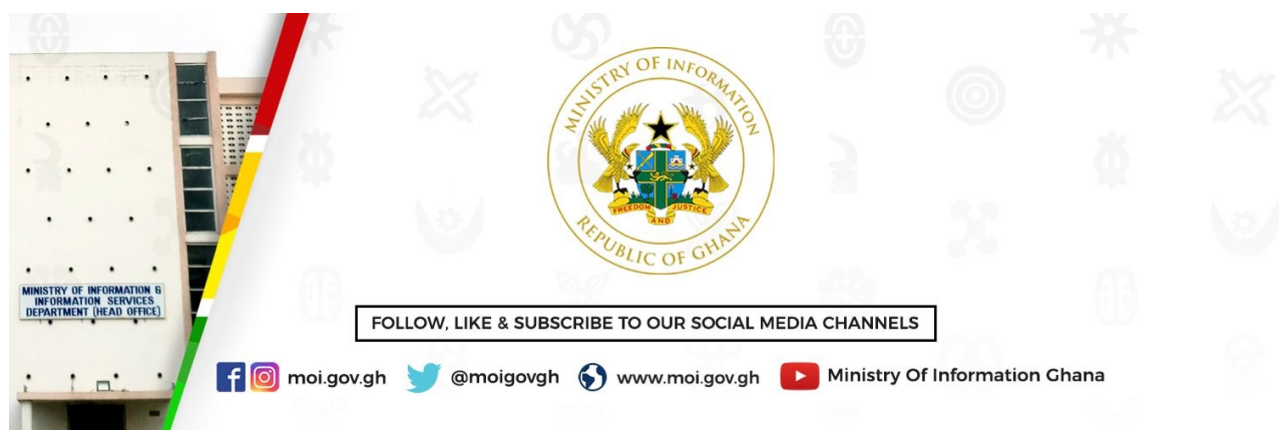 MINISTRY OF INFORMATION
REPUBLIC OF GHANA
FREEDOM AND JUSTICE
MINISTRY OF INFORMATION &
INFORMATION SERVICES
DEPARTMENT (HEAD OFFICE)
FOLLOW, LIKE & SUBSCRIBE TO OUR SOCIAL MEDIA CHANNELS
moi.gov.gh @moigovgh www.moi.gov.gh Ministry Of Information Ghana